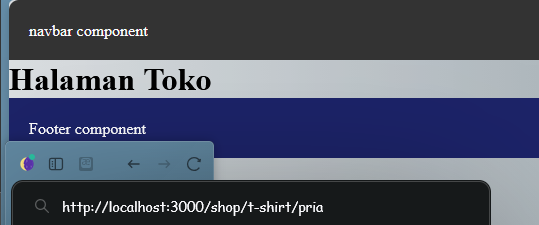 navbar component
Halaman Toko
Footer component
http://localhost:3000/shop/t-shirt/pria